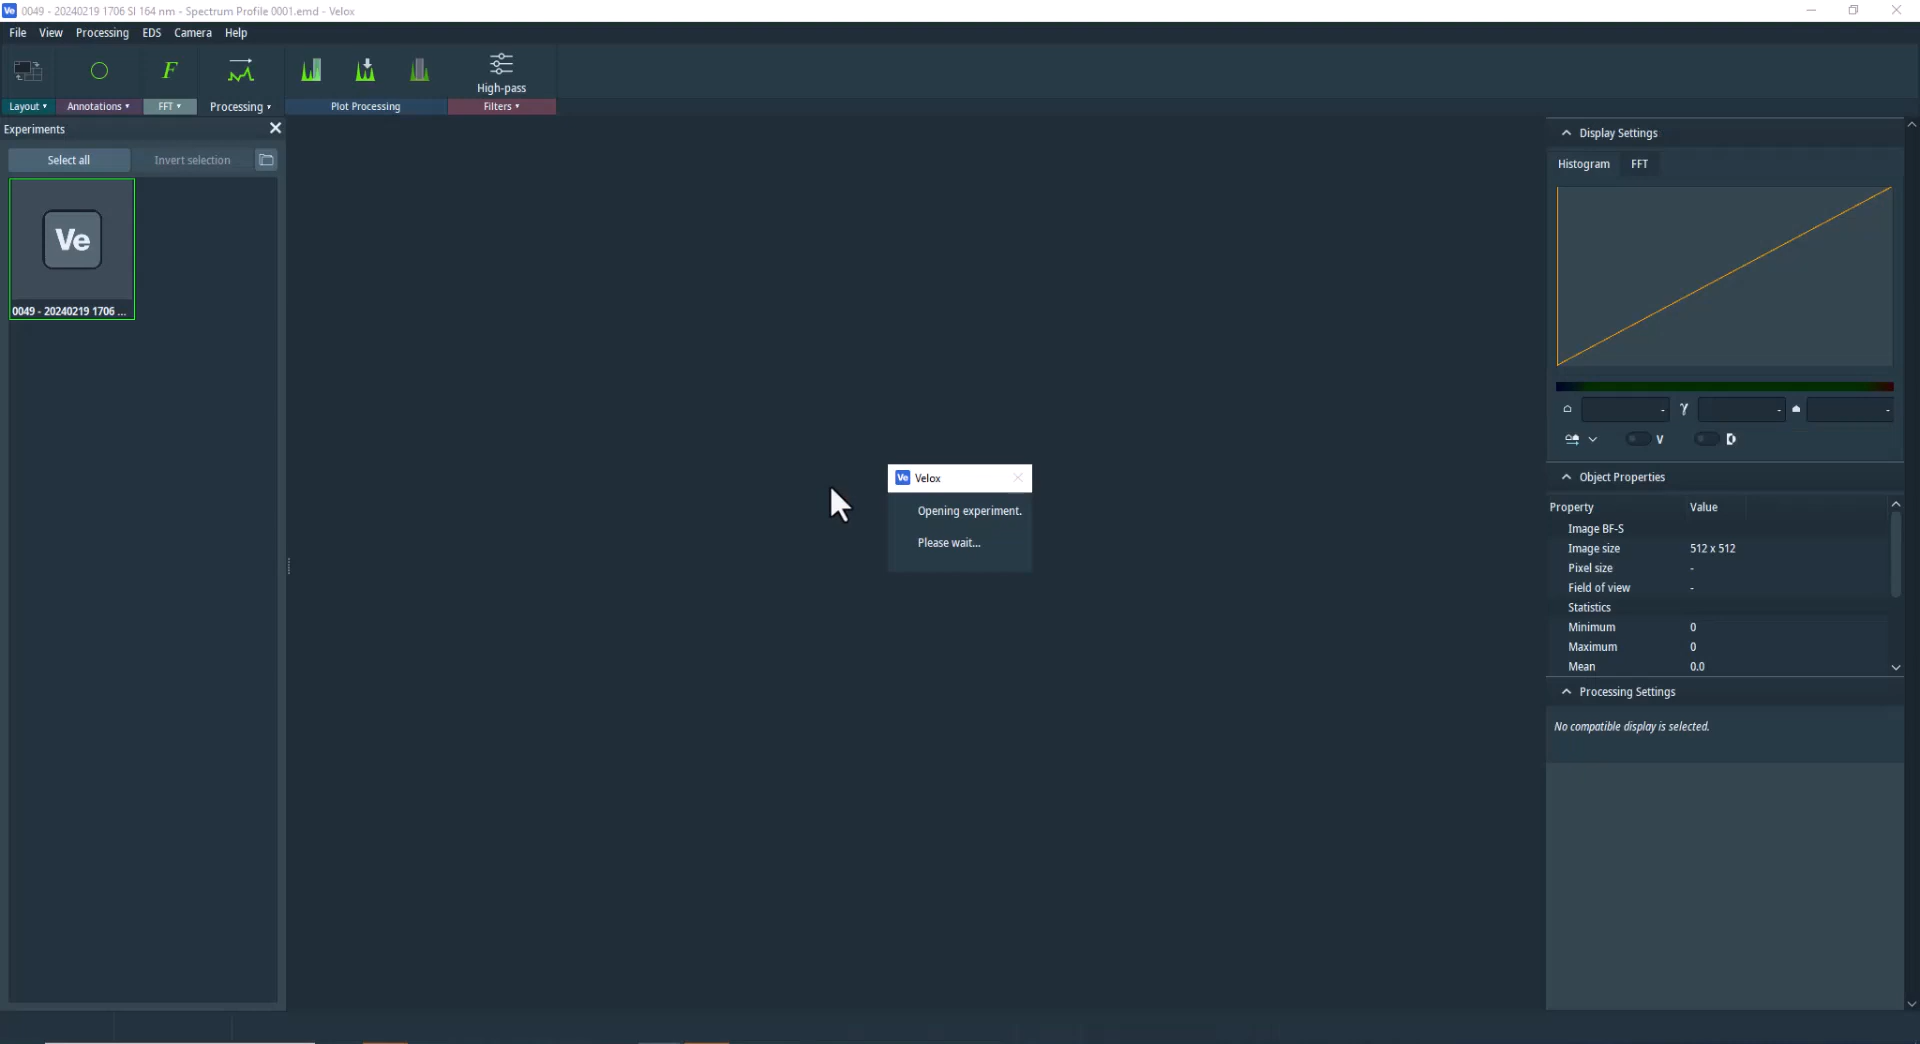 Ve 0049 - 20240219 1706 SI 164 nm - Spectrum Profile 0001.emd - Velox
File View Processing EDS Camera Help
F
High-pass
Layout Annotations FFT Processing Plot Processing Filters
Experiments
Select all Invert selection
Ve
0049 - 20240219 1706 ...
Ve Velox
Opening experiment.
Please wait...
Display Settings
Histogram FFT
- γ - -
V D
Object Properties
Property Value
Image BF-S
Image size 512 x 512
Pixel size -
Field of view -
Statistics
Minimum 0
Maximum 0
Mean 0.0
Processing Settings
No compatible display is selected.